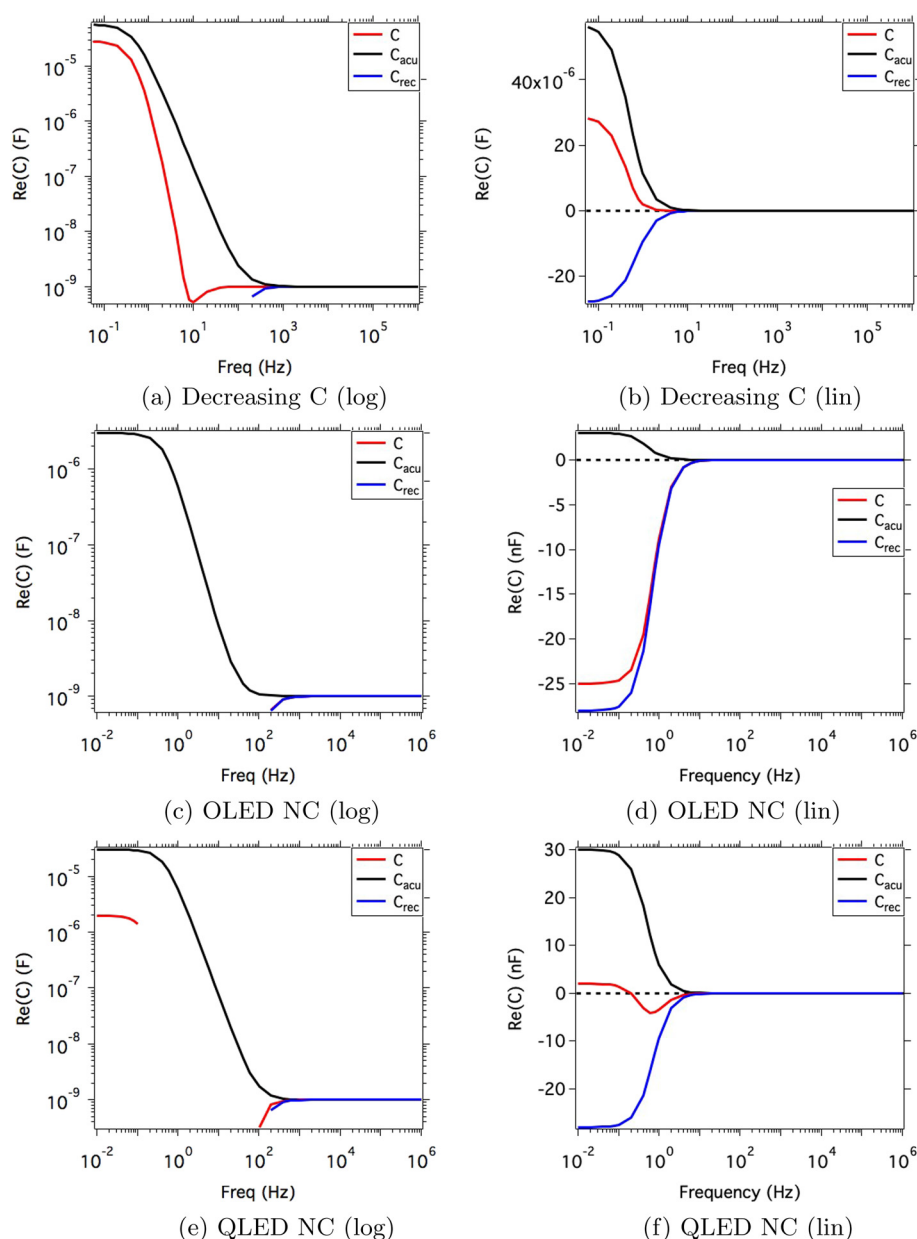 10^-5
10^-6
10^-7
10^-8
10^-9
Re(C) (F)
C
C_acu
C_rec
10^-1 10^1 10^3 10^5
Freq (Hz)
(a) Decreasing C (log)
40x10^-6
20
0
-20
Re(C) (F)
C
C_acu
C_rec
10^-1 10^1 10^3 10^5
Freq (Hz)
(b) Decreasing C (lin)
10^-6
10^-7
10^-8
10^-9
Re(C) (F)
C
C_acu
C_rec
10^-2 10^0 10^2 10^4 10^6
Freq (Hz)
(c) OLED NC (log)
0
-5
-10
-15
-20
-25
Re(C) (nF)
C
C_acu
C_rec
10^-2 10^0 10^2 10^4 10^6
Frequency (Hz)
(d) OLED NC (lin)
10^-5
10^-6
10^-7
10^-8
10^-9
Re(C) (F)
C
C_acu
C_rec
10^-2 10^0 10^2 10^4 10^6
Freq (Hz)
(e) QLED NC (log)
30
20
10
0
-10
-20
Re(C) (nF)
C
C_acu
C_rec
10^-2 10^0 10^2 10^4 10^6
Frequency (Hz)
(f) QLED NC (lin)